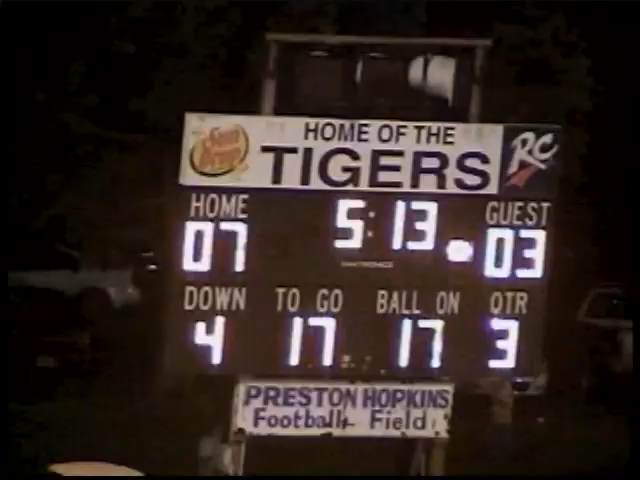 HOME OF THE
TIGERS
Sun
Drop
RC
HOME 5:13 GUEST
07 03
DOWN TO GO BALL ON QTR
4 17 17 3
PRESTON HOPKINS
Football Field